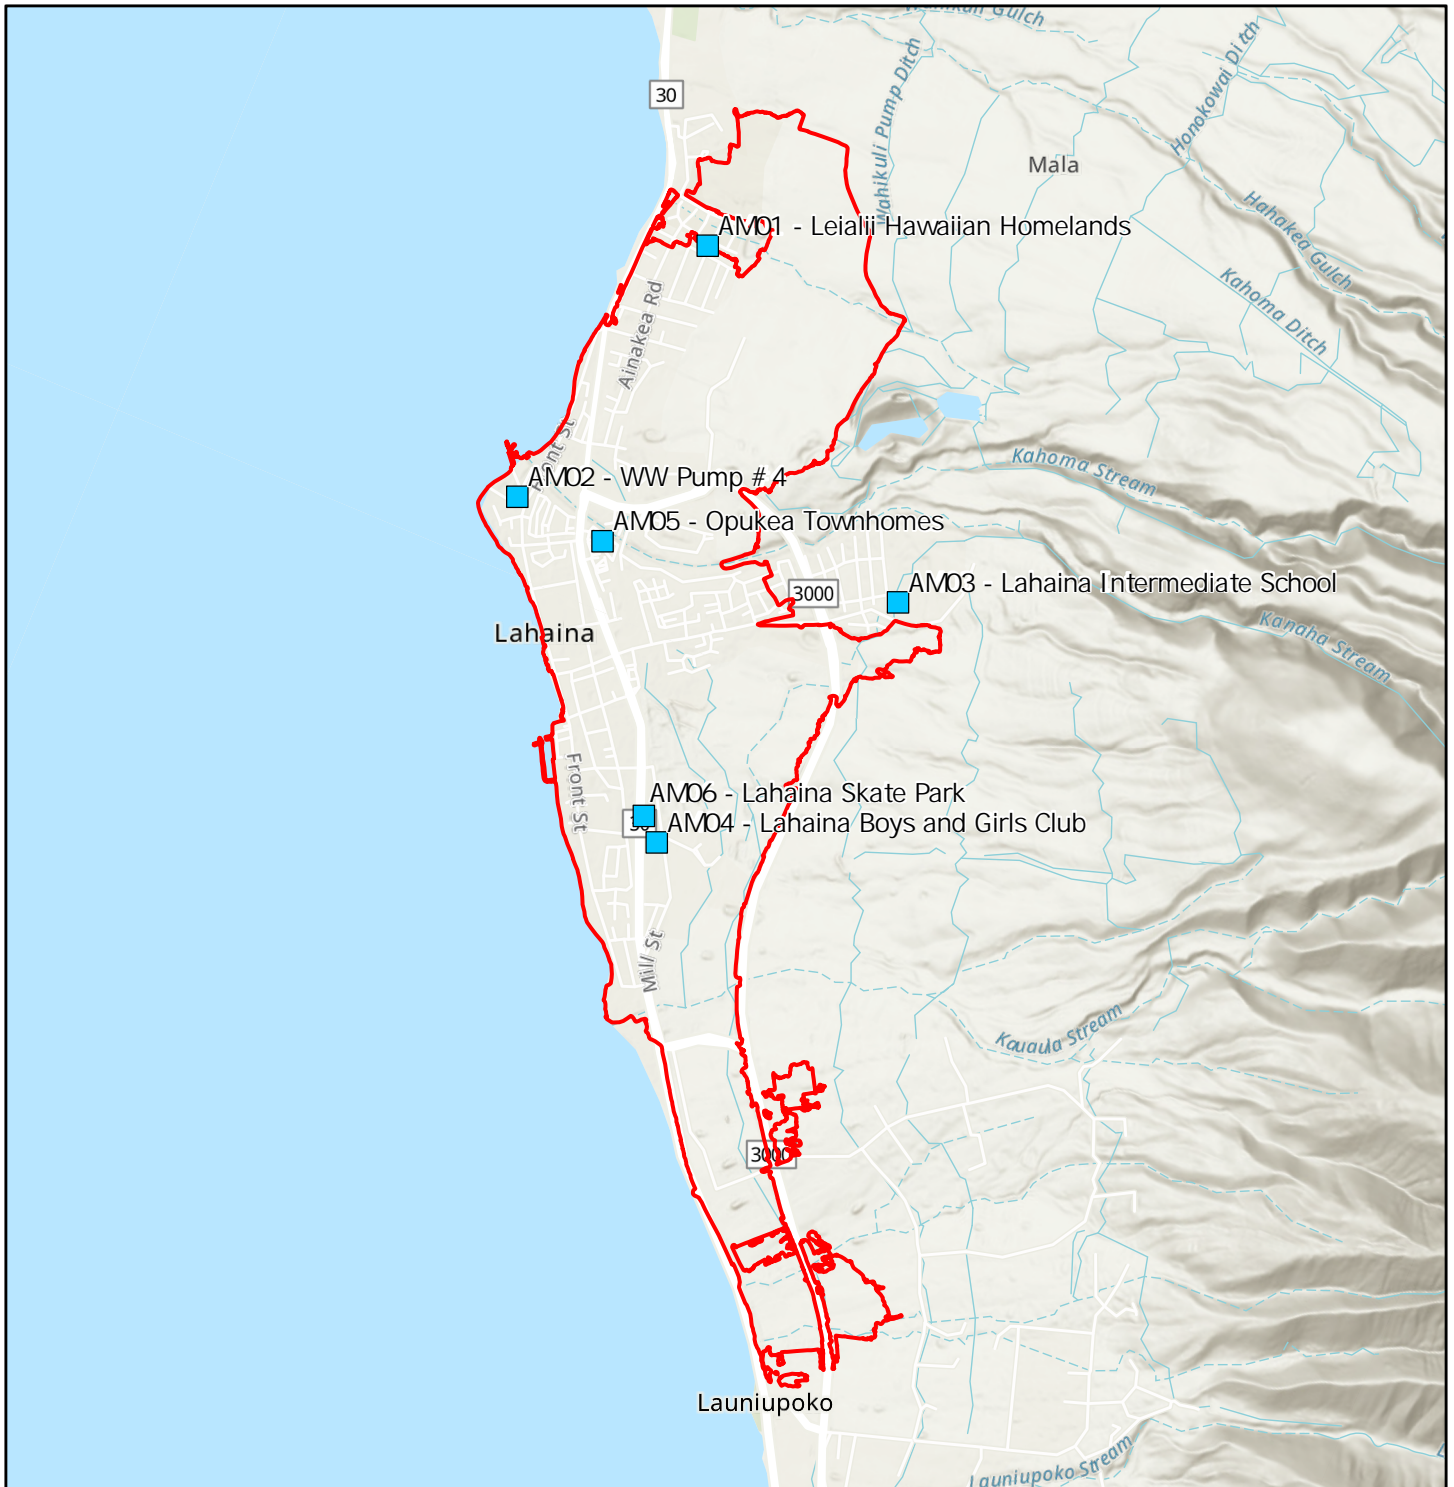 Wahikuli Gulch
30
Wahikuli Pump Ditch
Honokowai Ditch
Mala
Hahakea Gulch
AM01 - Leialii Hawaiian Homelands
Kahoma Ditch
Ainakea Rd
Front St
Kahoma Stream
AM02 - WW Pump #4
AM05 - Opukea Townhomes
3000
AM03 - Lahaina Intermediate School
Kanaha Stream
Lahaina
Front St
AM06 - Lahaina Skate Park
30
AM04 - Lahaina Boys and Girls Club
Mill St
Kauaula Stream
3000
Launiupoko
Launiupoko Stream